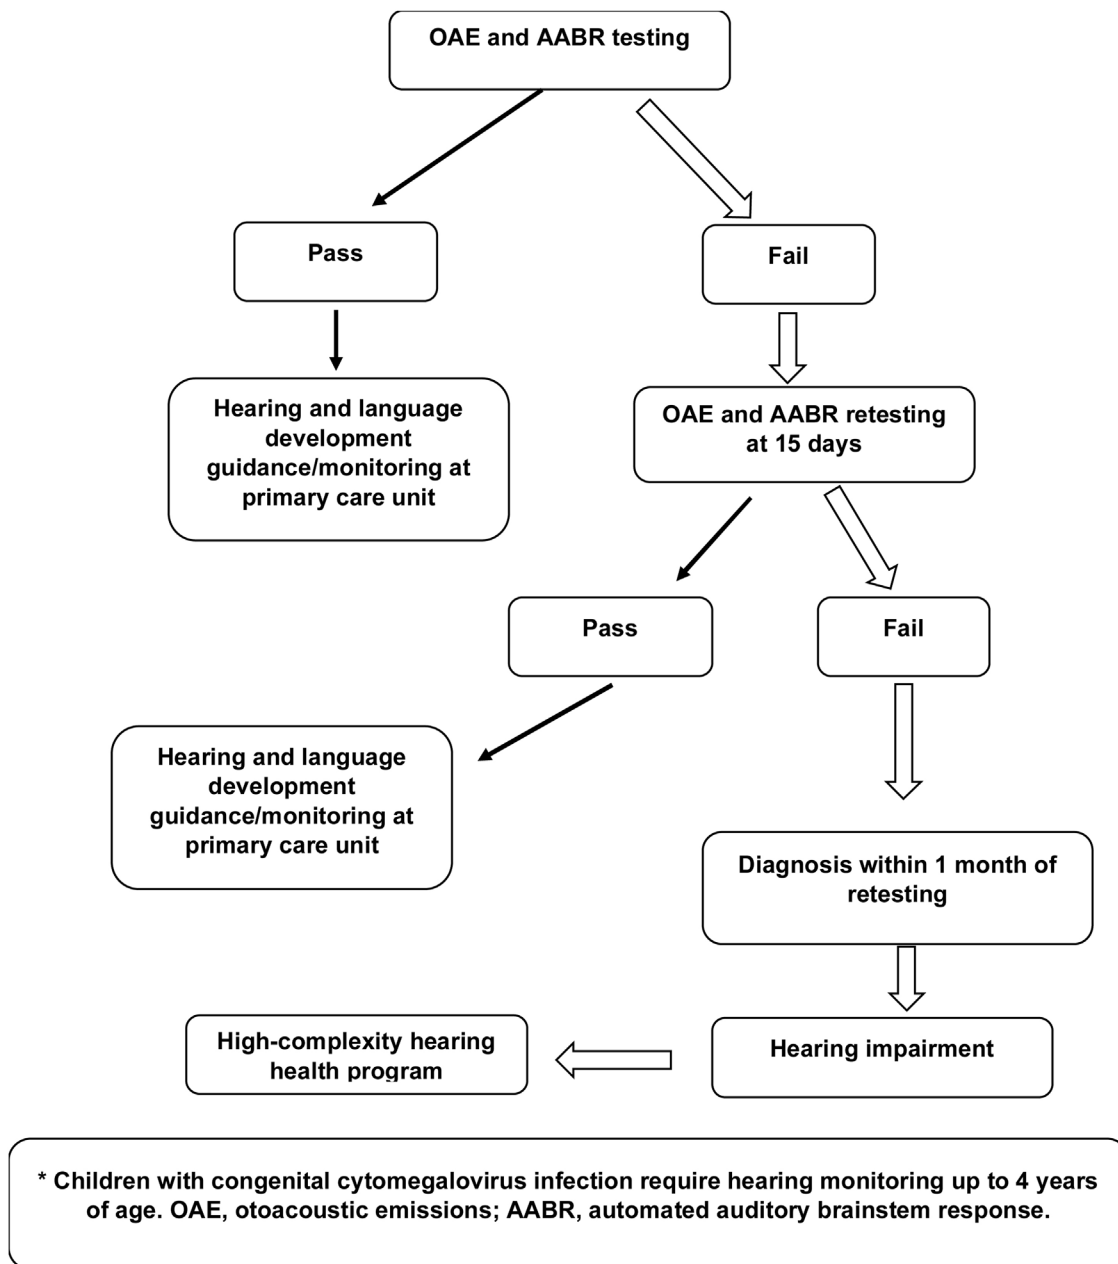 OAE and AABR testing
Pass
Fail
Hearing and language
development
guidance/monitoring at
primary care unit
OAE and AABR retesting
at 15 days
Pass
Fail
Hearing and language
development
guidance/monitoring at
primary care unit
Diagnosis within 1 month of
retesting
Hearing impairment
High-complexity hearing
health program
* Children with congenital cytomegalovirus infection require hearing monitoring up to 4 years
of age. OAE, otoacoustic emissions; AABR, automated auditory brainstem response.